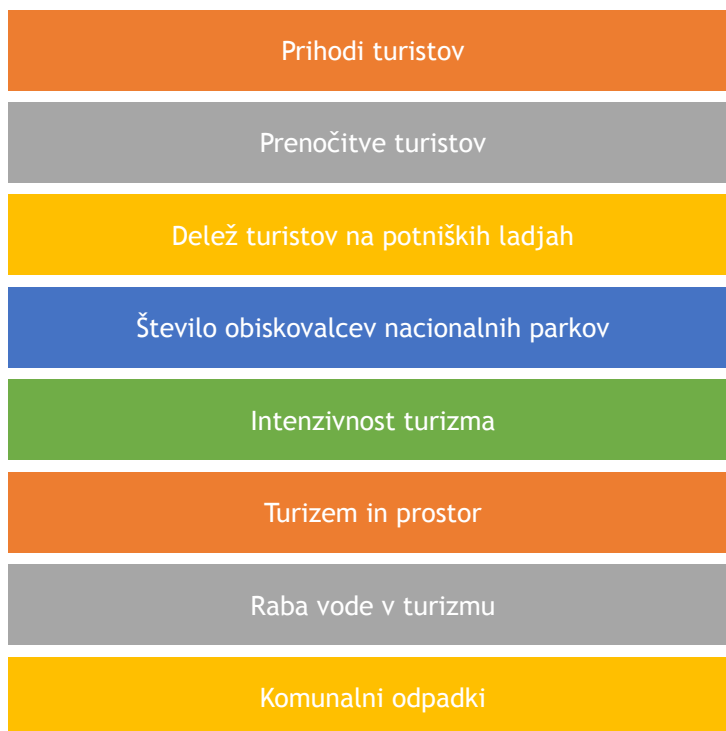 Prihodi turistov
Prenočitve turistov
Delež turistov na potniških ladjah
Število obiskovalcev nacionalnih parkov
Intenzivnost turizma
Turizem in prostor
Raba vode v turizmu
Komunalni odpadki